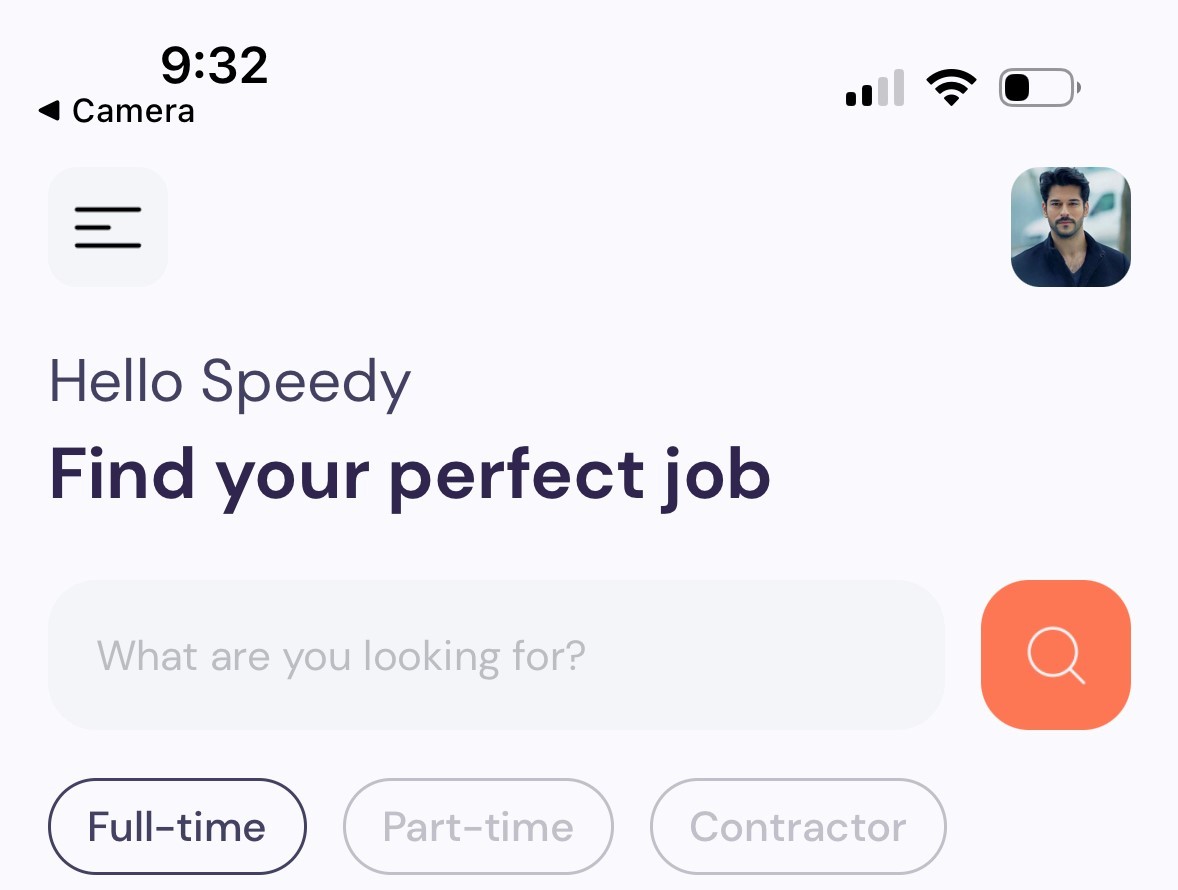 9:32
◀ Camera
Hello Speedy
Find your perfect job
What are you looking for?
Full-time Part-time Contractor